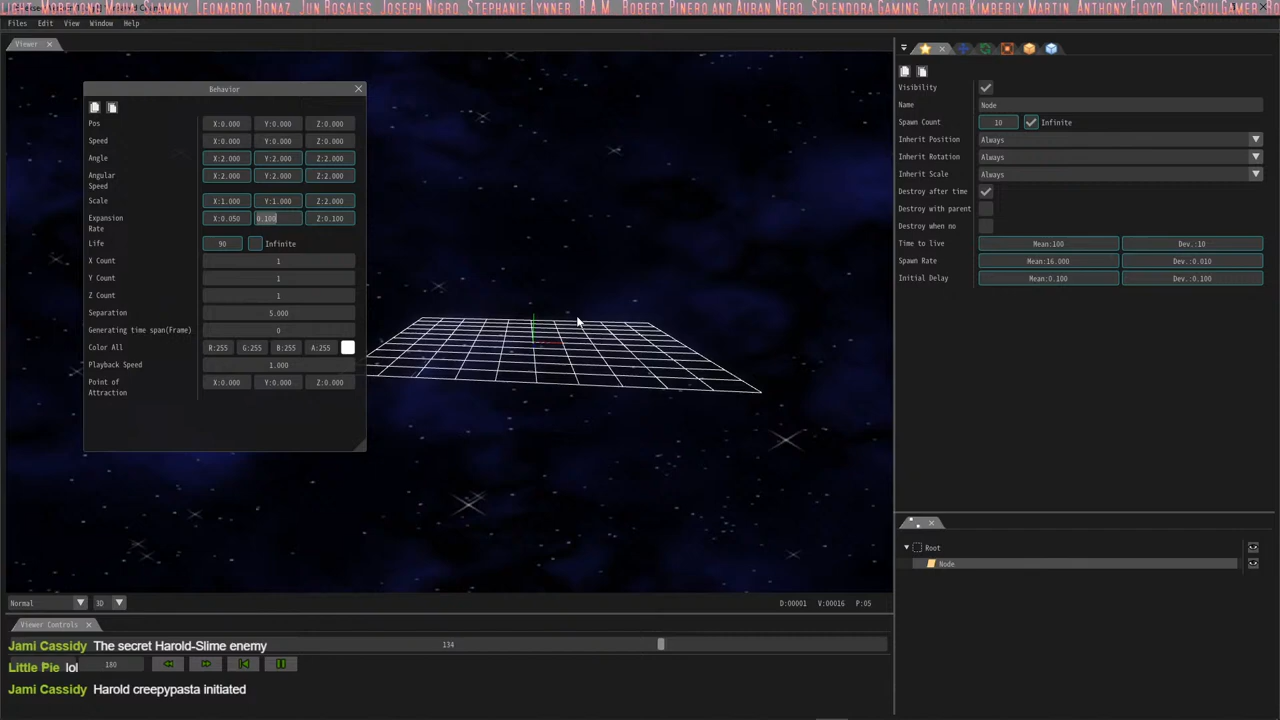 Leonardo Bonaz Jun Rosales Joseph Nigro Stephanie Lynner R.A.M. Robert Pinero and Auran Nero Splendora Gaming Taylor Kimberly Martin Anthony Floyd NeoSoulGamer
Files Edit View Window Help
Viewer
Behavior
Pos X:0.000 Y:0.000 Z:0.000
Speed X:0.000 Y:0.000 Z:0.000
Angle X:2.000 Y:2.000 Z:2.000
Angular Speed X:2.000 Y:2.000 Z:2.000
Scale X:1.000 Y:1.000 Z:2.000
Expansion Rate X:0.050 0.100 Z:0.100
Life 90 Infinite
X Count 1
Y Count 1
Z Count 1
Separation 5.000
Generating time span(Frame) 0
Color All R:255 G:255 B:255 A:255
Playback Speed 1.000
Point of Attraction X:0.000 Y:0.000 Z:0.000
Visibility
Name Node
Spawn Count 10 Infinite
Inherit Position Always
Inherit Rotation Always
Inherit Scale Always
Destroy after time
Destroy with parent
Destroy when no
Time to live Mean:100 Dev.:10
Spawn Rate Mean:16.000 Dev.:0.010
Initial Delay Mean:0.100 Dev.:0.100
Root
Node
Normal 3D D:00001 V:00016 P:05
Viewer Controls
Jami Cassidy The secret Harold-Slime enemy 134
Little Pie lol 180
Jami Cassidy Harold creepypasta initiated